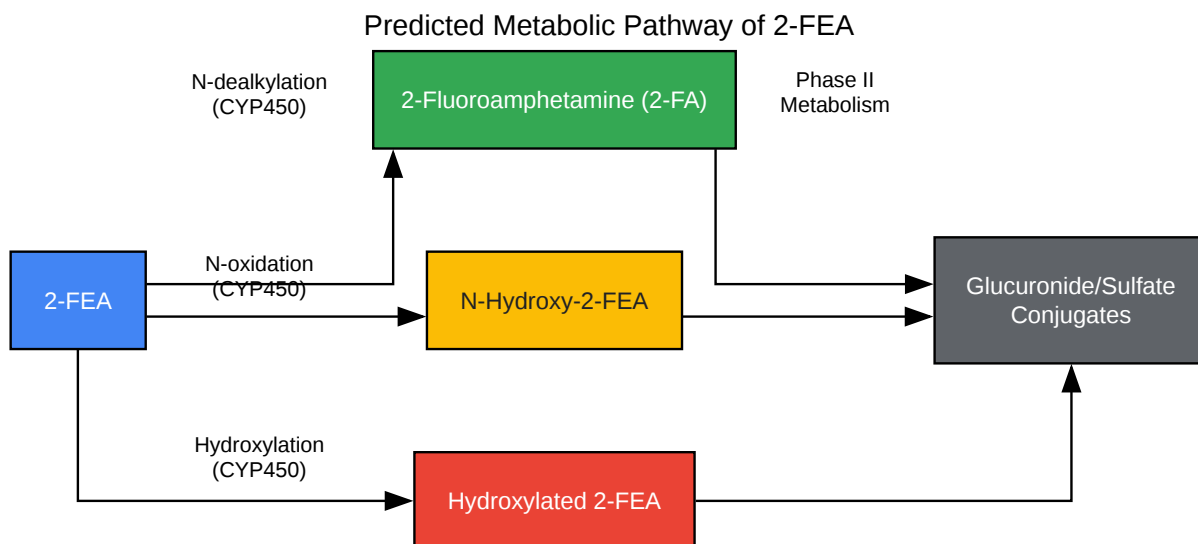 Predicted Metabolic Pathway of 2-FEA
N-dealkylation
(CYP450)
2-Fluoroamphetamine (2-FA)
Phase II
Metabolism
N-oxidation
(CYP450)
2-FEA
N-Hydroxy-2-FEA
Glucuronide/Sulfate
Conjugates
Hydroxylation
(CYP450)
Hydroxylated 2-FEA